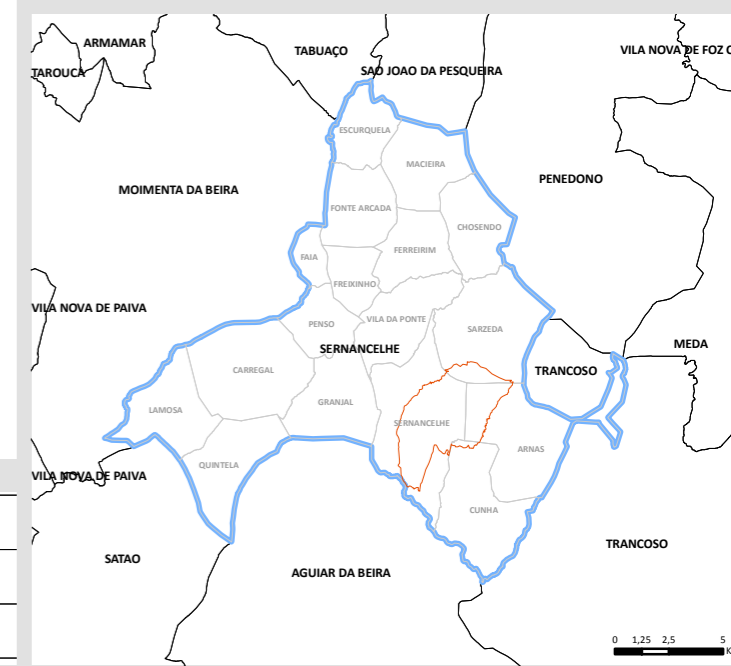 ARMAMAR
TABUAÇO
VILA NOVA DE FOZ C
TAROUCA
SAO JOAO DA PESQUEIRA
ESCURQUELA
MACIEIRA
MOIMENTA DA BEIRA
PENEDONO
FONTE ARCADA
CHOSENDO
FERREIRIM
FAIA
FREIXINHO
VILA NOVA DE PAIVA
PENSO
VILA DA PONTE
SARZEDA
SERNANCELHE
MEDA
CARREGAL
TRANCOSO
LAMOSA
GRANJAL
SERNANCELHE
ARNAS
QUINTELA
VILA NOVA DE PAIVA
CUNHA
SATAO
AGUIAR DA BEIRA
TRANCOSO
0 1,25 2,5 5
K